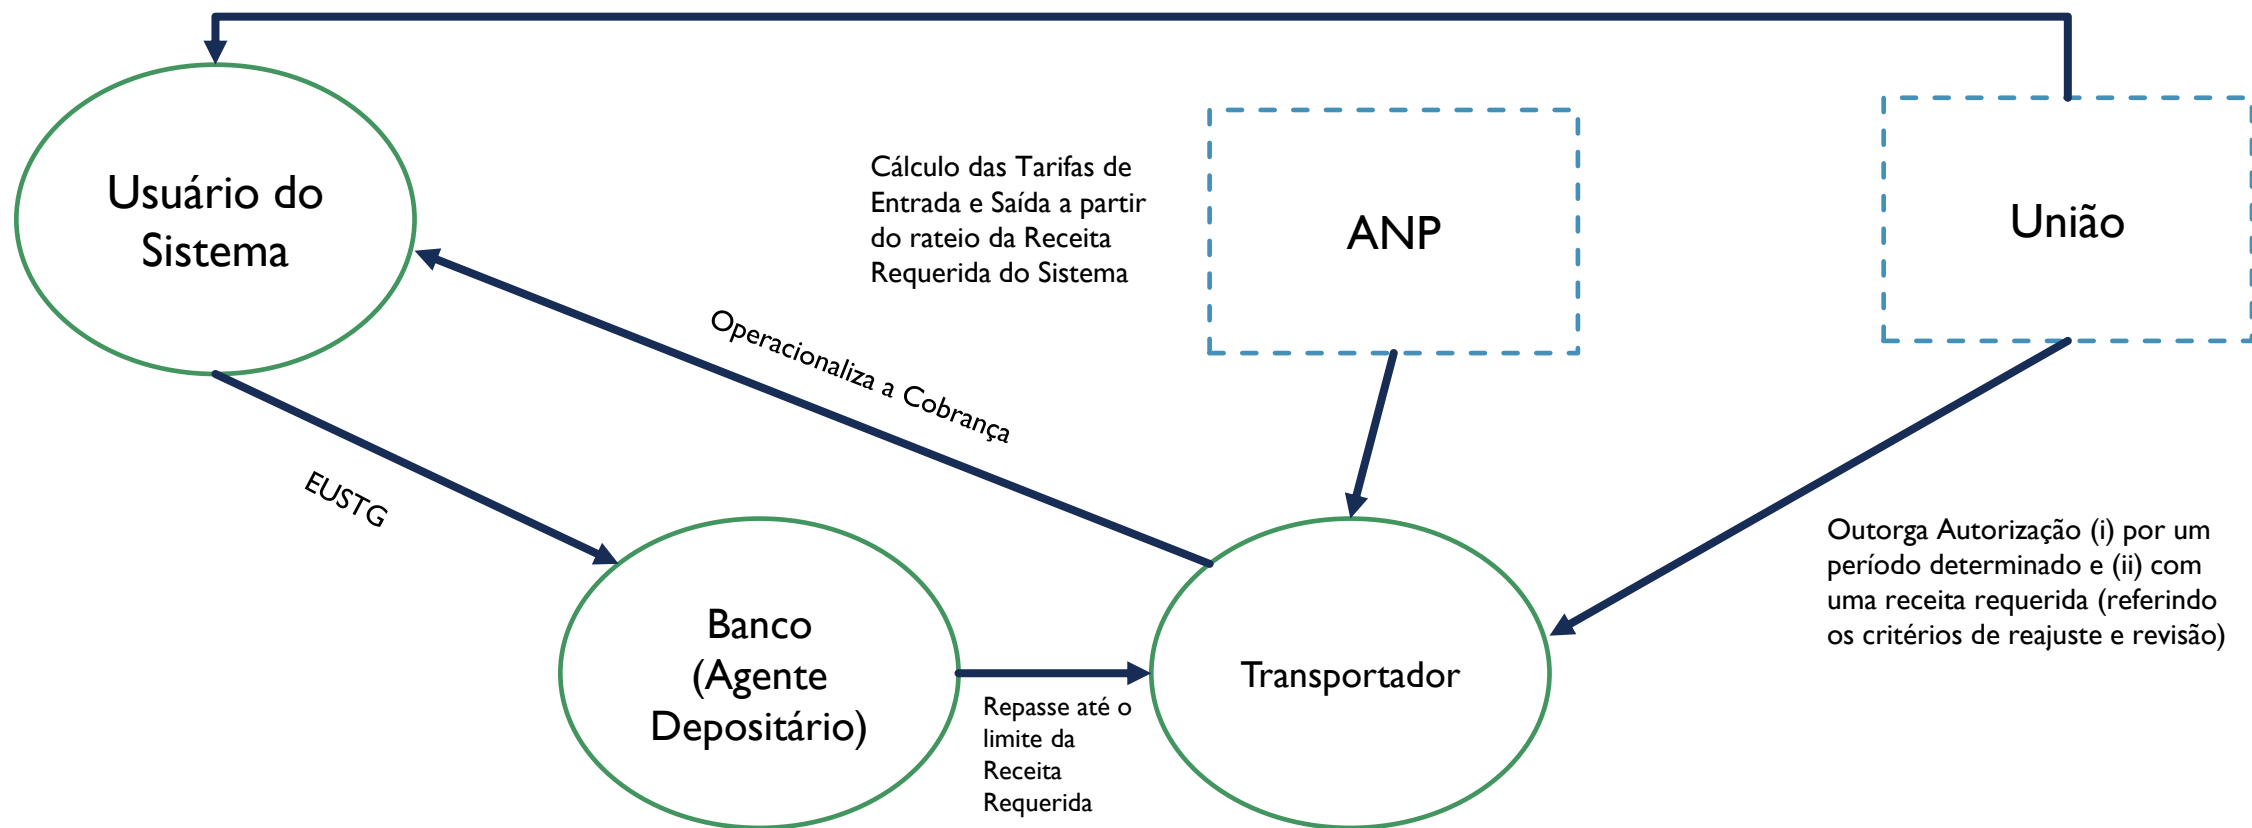 Usuário do
Sistema
Cálculo das Tarifas de
Entrada e Saída a partir
do rateio da Receita
Requerida do Sistema
ANP
União
Operacionaliza a Cobrança
EUSTG
Banco
(Agente
Depositário)
Repasse até o
limite da
Receita
Requerida
Transportador
Outorga Autorização (i) por um
período determinado e (ii) com
uma receita requerida (referindo
os critérios de reajuste e revisão)